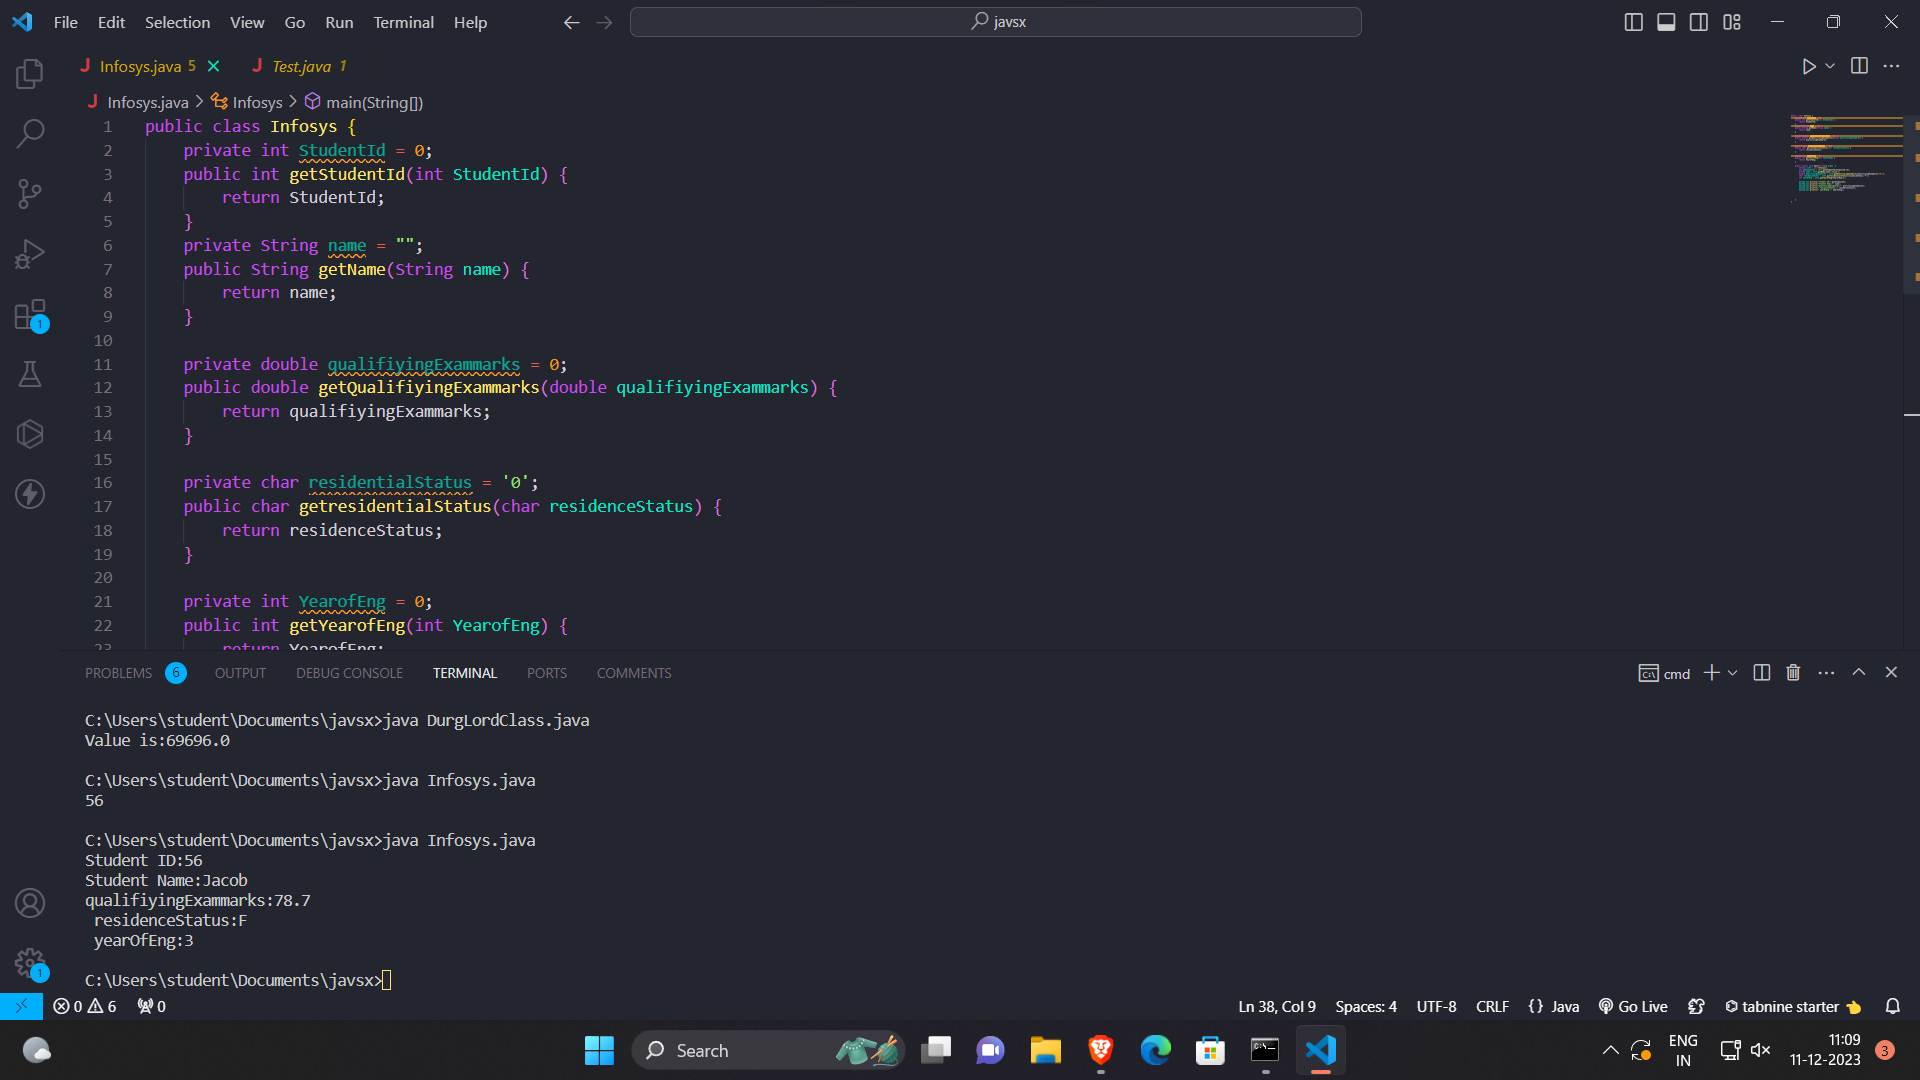 File Edit Selection View Go Run Terminal Help
javsx
Infosys.java 5
Test.java 1
Infosys.java > Infosys > main(String[])
1 public class Infosys {
2 private int StudentId = 0;
3 public int getStudentId(int StudentId) {
4 return StudentId;
5 }
6 private String name = "";
7 public String getName(String name) {
8 return name;
9 }
10
11 private double qualifiyingExammarks = 0;
12 public double getQualifiyingExammarks(double qualifiyingExammarks) {
13 return qualifiyingExammarks;
14 }
15
16 private char residentialStatus = '0';
17 public char getresidentialStatus(char residenceStatus) {
18 return residenceStatus;
19 }
20
21 private int YearofEng = 0;
22 public int getYearofEng(int YearofEng) {
23 return YearofEng;
1
PROBLEMS 6 OUTPUT DEBUG CONSOLE TERMINAL PORTS COMMENTS
cmd
C:\Users\student\Documents\javsx>java DurgLordClass.java
Value is:69696.0
C:\Users\student\Documents\javsx>java Infosys.java
56
C:\Users\student\Documents\javsx>java Infosys.java
Student ID:56
Student Name:Jacob
qualifiyingExammarks:78.7
residenceStatus:F
yearOfEng:3
C:\Users\student\Documents\javsx>
1
0 6 0
Ln 38, Col 9 Spaces: 4 UTF-8 CRLF {} Java Go Live tabnine starter
Search
ENG
IN
11:09
11-12-2023
3